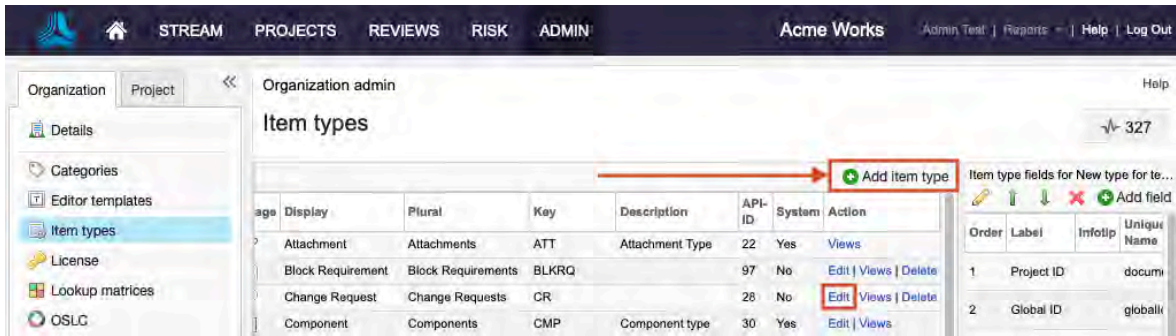 STREAM PROJECTS REVIEWS RISK ADMIN Acme Works Admin Test | Reports | Help | Log Out
Organization Project
Details
Categories
Editor templates
Item types
License
Lookup matrices
OSLC
Organization admin Help
Item types 327
Add item type
age Display Plural Key Description API-ID System Action
Attachment Attachments ATT Attachment Type 22 Yes Views
Block Requirement Block Requirements BLKRQ 97 No Edit | Views | Delete
Change Request Change Requests CR 28 No Edit | Views | Delete
Component Components CMP Component type 30 Yes Edit | Views
Item type fields for New type for te...
Add field
Order Label Infotip Unique Name
1 Project ID docum
2 Global ID globali